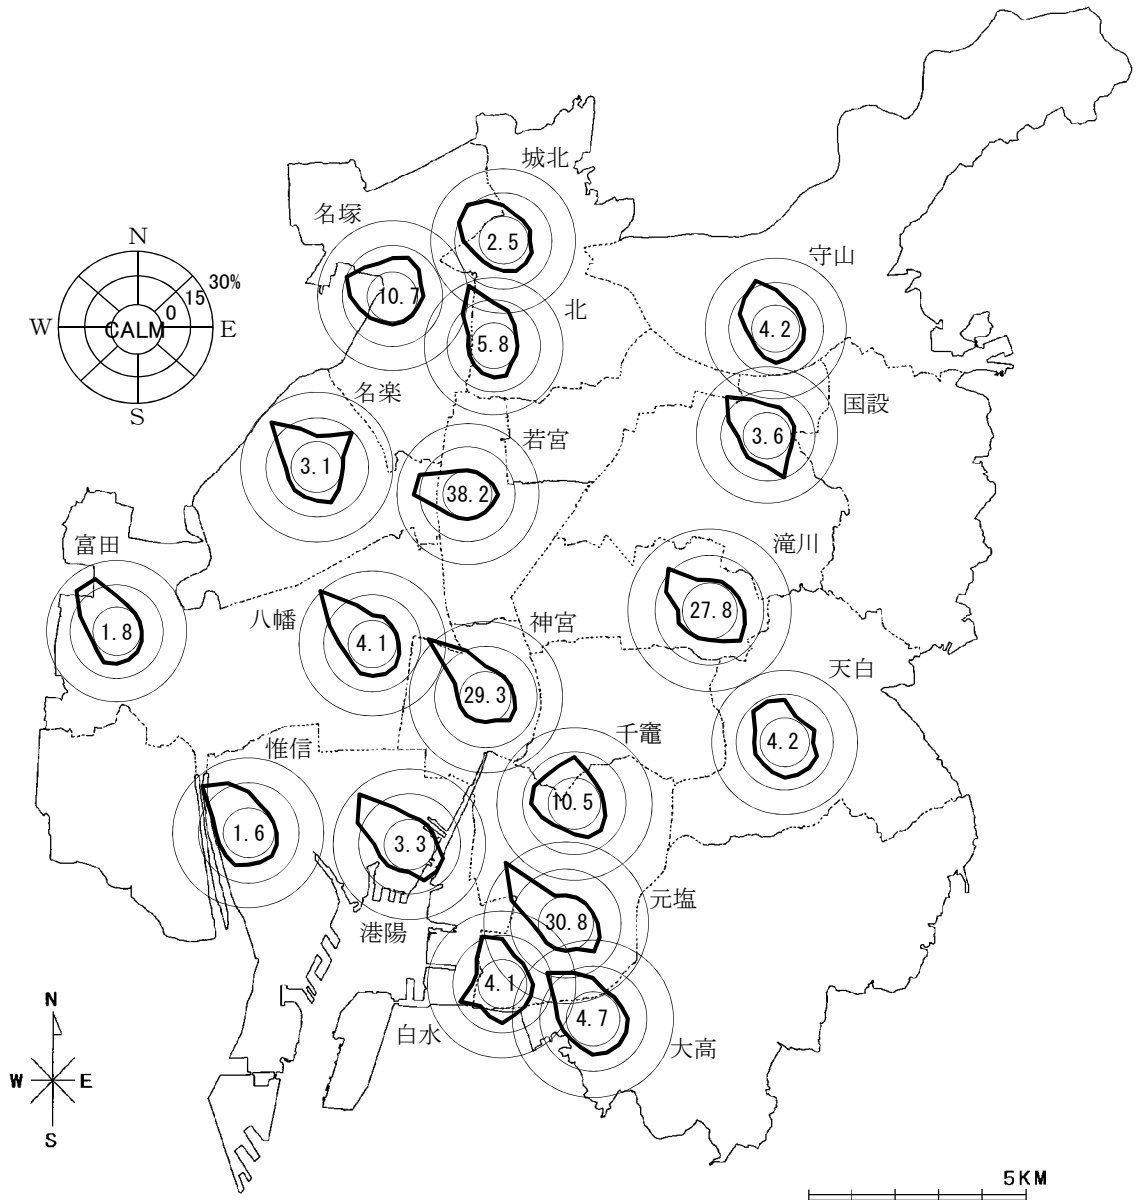 城北
名塚
2.5
N
守山
30%
15
0
10.7
北
W
CALM
E
5.8
4.2
S
名楽
国設
若宮
3.6
3.1
38.2
富田
滝川
八幡
神宮
27.8
1.8
4.1
天白
29.3
千竈
4.2
惟信
10.5
1.6
3.3
元塩
港陽
30.8
4.1
N
4.7
白水
大高
W
E
S
5KM